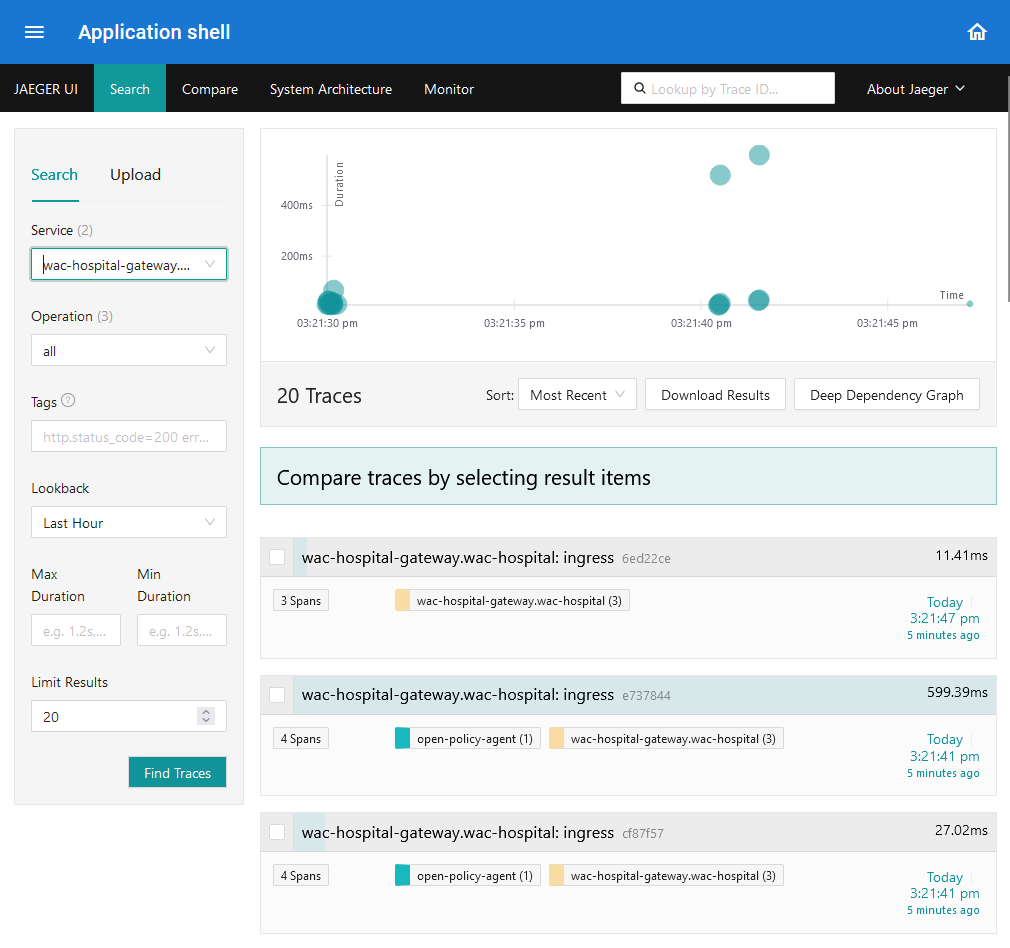 Application shell
JAEGER UI Search Compare System Architecture Monitor Lookup by Trace ID... About Jaeger
Search Upload
Service (2)
wac-hospital-gateway....
Operation (3)
all
Tags ?
http.status_code=200 err...
Lookback
Last Hour
Max Duration
Min Duration
e.g. 1.2s,...
e.g. 1.2s,...
Limit Results
20
Find Traces
Duration
400ms
200ms
Time
03:21:30 pm 03:21:35 pm 03:21:40 pm 03:21:45 pm
20 Traces Sort: Most Recent Download Results Deep Dependency Graph
Compare traces by selecting result items
wac-hospital-gateway.wac-hospital: ingress 6ed22ce 11.41ms
3 Spans wac-hospital-gateway.wac-hospital (3) Today
3:21:47 pm
5 minutes ago
wac-hospital-gateway.wac-hospital: ingress e737844 599.39ms
4 Spans open-policy-agent (1) wac-hospital-gateway.wac-hospital (3) Today
3:21:41 pm
5 minutes ago
wac-hospital-gateway.wac-hospital: ingress cf87f57 27.02ms
4 Spans open-policy-agent (1) wac-hospital-gateway.wac-hospital (3) Today
3:21:41 pm
5 minutes ago